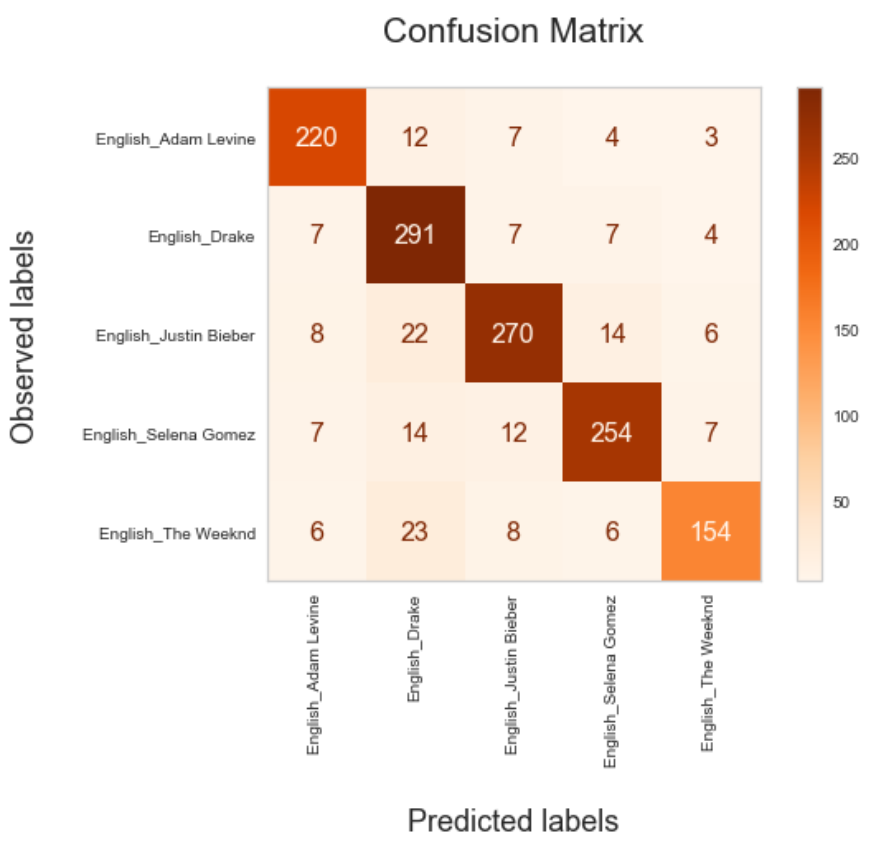 Confusion Matrix
Observed labels
English_Adam Levine 220 12 7 4 3
English_Drake 7 291 7 7 4
English_Justin Bieber 8 22 270 14 6
English_Selena Gomez 7 14 12 254 7
English_The Weeknd 6 23 8 6 154
English_Adam Levine
English_Drake
English_Justin Bieber
English_Selena Gomez
English_The Weeknd
Predicted labels
250
200
150
100
50